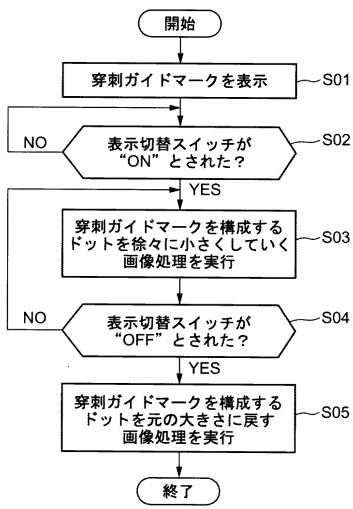 開始
穿刺ガイドマークを表示
S01
表示切替スイッチが
“ON”とされた？
S02
NO
YES
穿刺ガイドマークを構成する
ドットを徐々に小さくしていく
画像処理を実行
S03
表示切替スイッチが
“OFF”とされた？
S04
NO
YES
穿刺ガイドマークを構成する
ドットを元の大きさに戻す
画像処理を実行
S05
終了